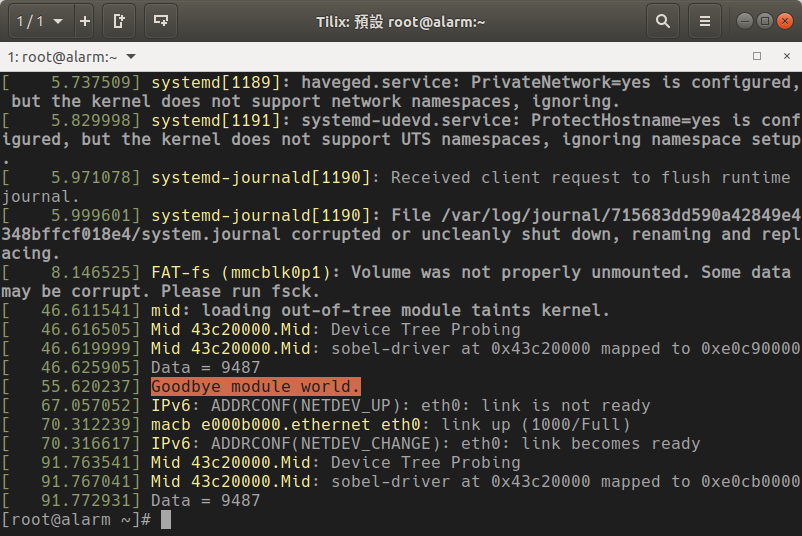 1 / 1
Tilix: 預設 root@alarm:~
1: root@alarm:~
[    5.737509] systemd[1189]: haveged.service: PrivateNetwork=yes is configured,
 but the kernel does not support network namespaces, ignoring.
[    5.829998] systemd[1191]: systemd-udevd.service: ProtectHostname=yes is conf
igured, but the kernel does not support UTS namespaces, ignoring namespace setup
.
[    5.971078] systemd-journald[1190]: Received client request to flush runtime
journal.
[    5.999601] systemd-journald[1190]: File /var/log/journal/715683dd590a42849e4
348bffcf018e4/system.journal corrupted or uncleanly shut down, renaming and repl
acing.
[    8.146525] FAT-fs (mmcblk0p1): Volume was not properly unmounted. Some data
may be corrupt. Please run fsck.
[   46.611541] mid: loading out-of-tree module taints kernel.
[   46.616505] Mid 43c20000.Mid: Device Tree Probing
[   46.619999] Mid 43c20000.Mid: sobel-driver at 0x43c20000 mapped to 0xe0c90000
[   46.625905] Data = 9487
[   55.620237] Goodbye module world.
[   67.057052] IPv6: ADDRCONF(NETDEV_UP): eth0: link is not ready
[   70.312239] macb e000b000.ethernet eth0: link up (1000/Full)
[   70.316617] IPv6: ADDRCONF(NETDEV_CHANGE): eth0: link becomes ready
[   91.763541] Mid 43c20000.Mid: Device Tree Probing
[   91.767041] Mid 43c20000.Mid: sobel-driver at 0x43c20000 mapped to 0xe0cb0000
[   91.772931] Data = 9487
[root@alarm ~]#